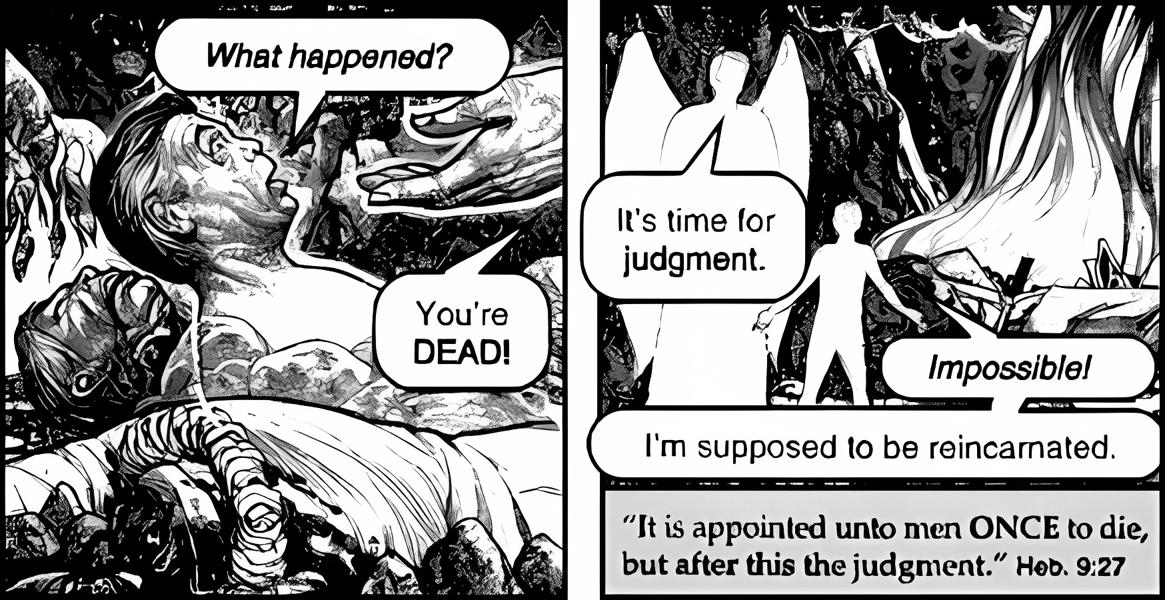 What happened?
You're
DEAD!
It's time for
judgment.
Impossible!
I'm supposed to be reincarnated.
"It is appointed unto men ONCE to die,
but after this the judgment." Heb. 9:27